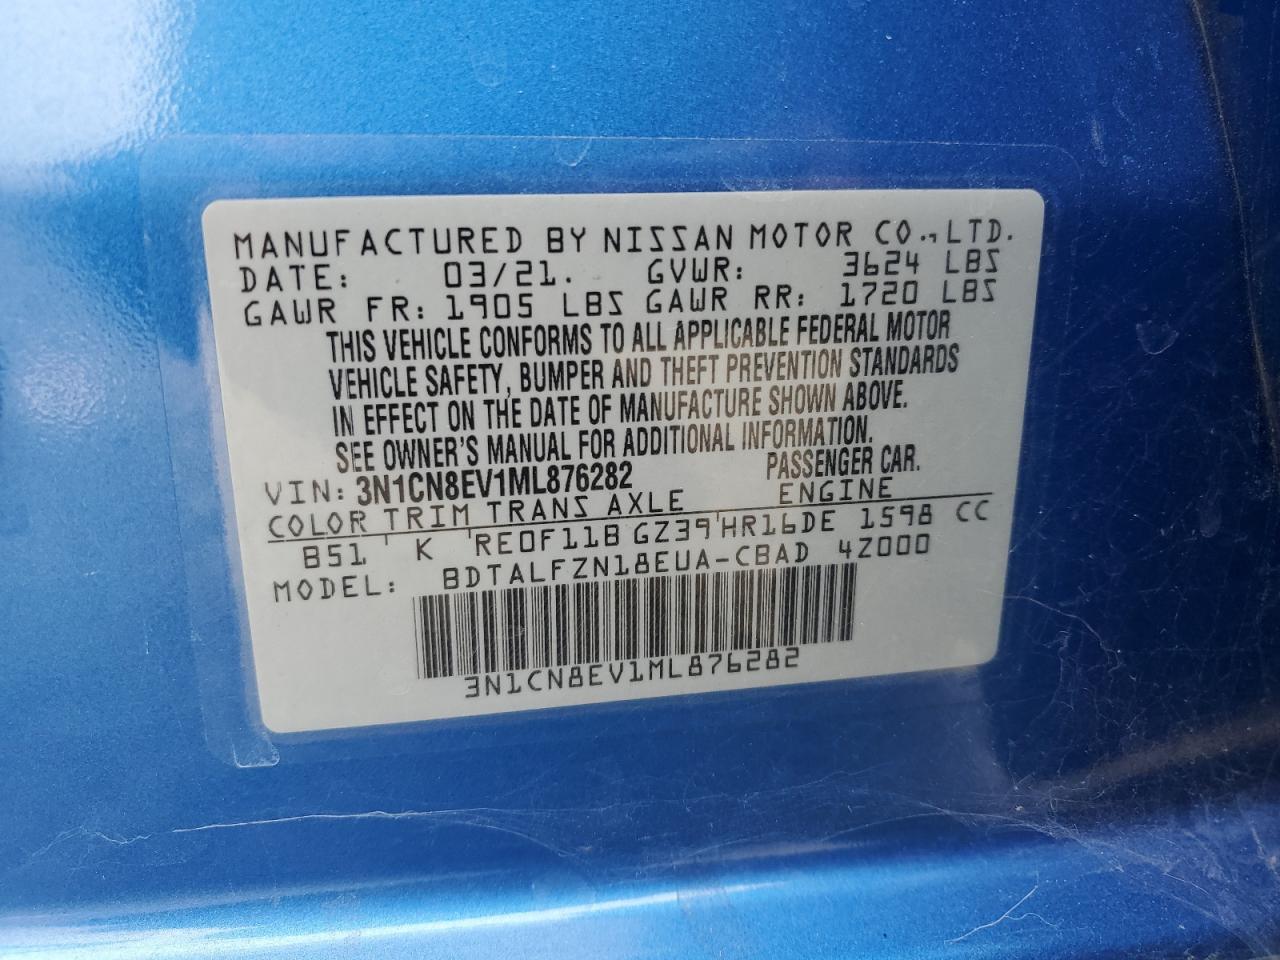 MANUFACTURED BY NISSAN MOTOR CO., LTD.
DATE: 03/21. GVWR: 3624 LBS
GAWR FR: 1905 LBS GAWR RR: 1720 LBS
THIS VEHICLE CONFORMS TO ALL APPLICABLE FEDERAL MOTOR
VEHICLE SAFETY, BUMPER AND THEFT PREVENTION STANDARDS
IN EFFECT ON THE DATE OF MANUFACTURE SHOWN ABOVE.
SEE OWNER'S MANUAL FOR ADDITIONAL INFORMATION.
VIN: 3N1CN8EV1ML876282 PASSENGER CAR.
COLOR TRIM TRANS AXLE ENGINE
B51 K RE0F11B GZ39 HR16DE 1598 CC
MODEL: BDTALFZN18EUA-CBAD 4Z000
3N1CN8EV1ML876282